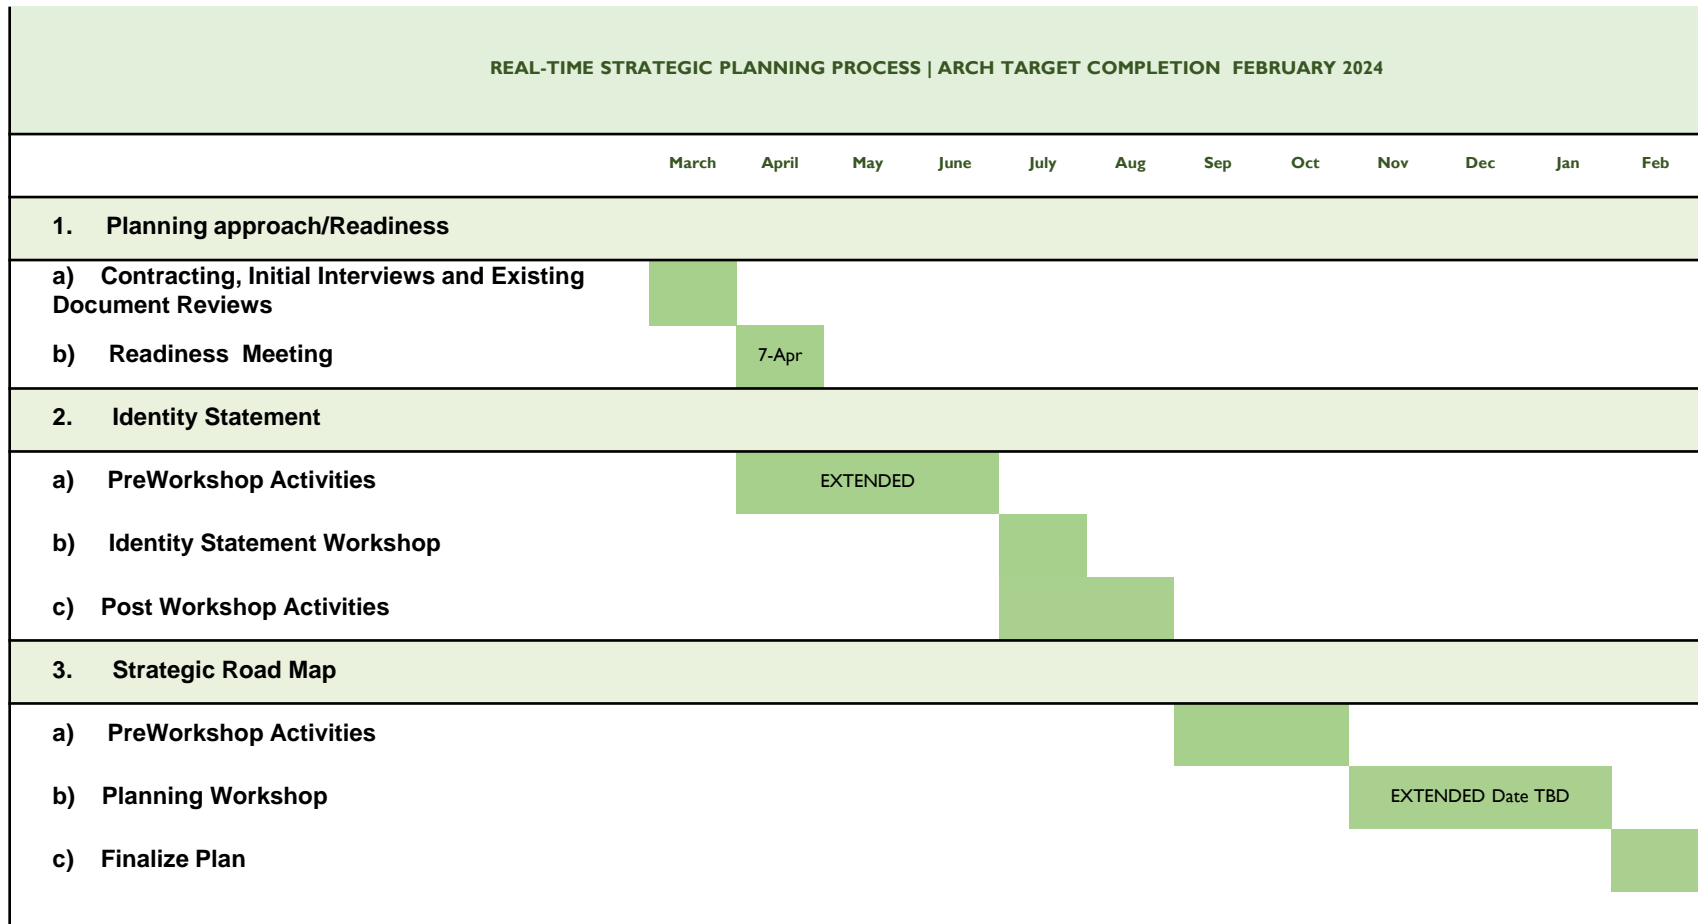 REAL-TIME STRATEGIC PLANNING PROCESS | ARCH TARGET COMPLETION FEBRUARY 2024
March April May June July Aug Sep Oct Nov Dec Jan Feb
1. Planning approach/Readiness
a) Contracting, Initial Interviews and Existing
Document Reviews
b) Readiness Meeting 7-Apr
2. Identity Statement
a) PreWorkshop Activities EXTENDED
b) Identity Statement Workshop
c) Post Workshop Activities
3. Strategic Road Map
a) PreWorkshop Activities
b) Planning Workshop EXTENDED Date TBD
c) Finalize Plan